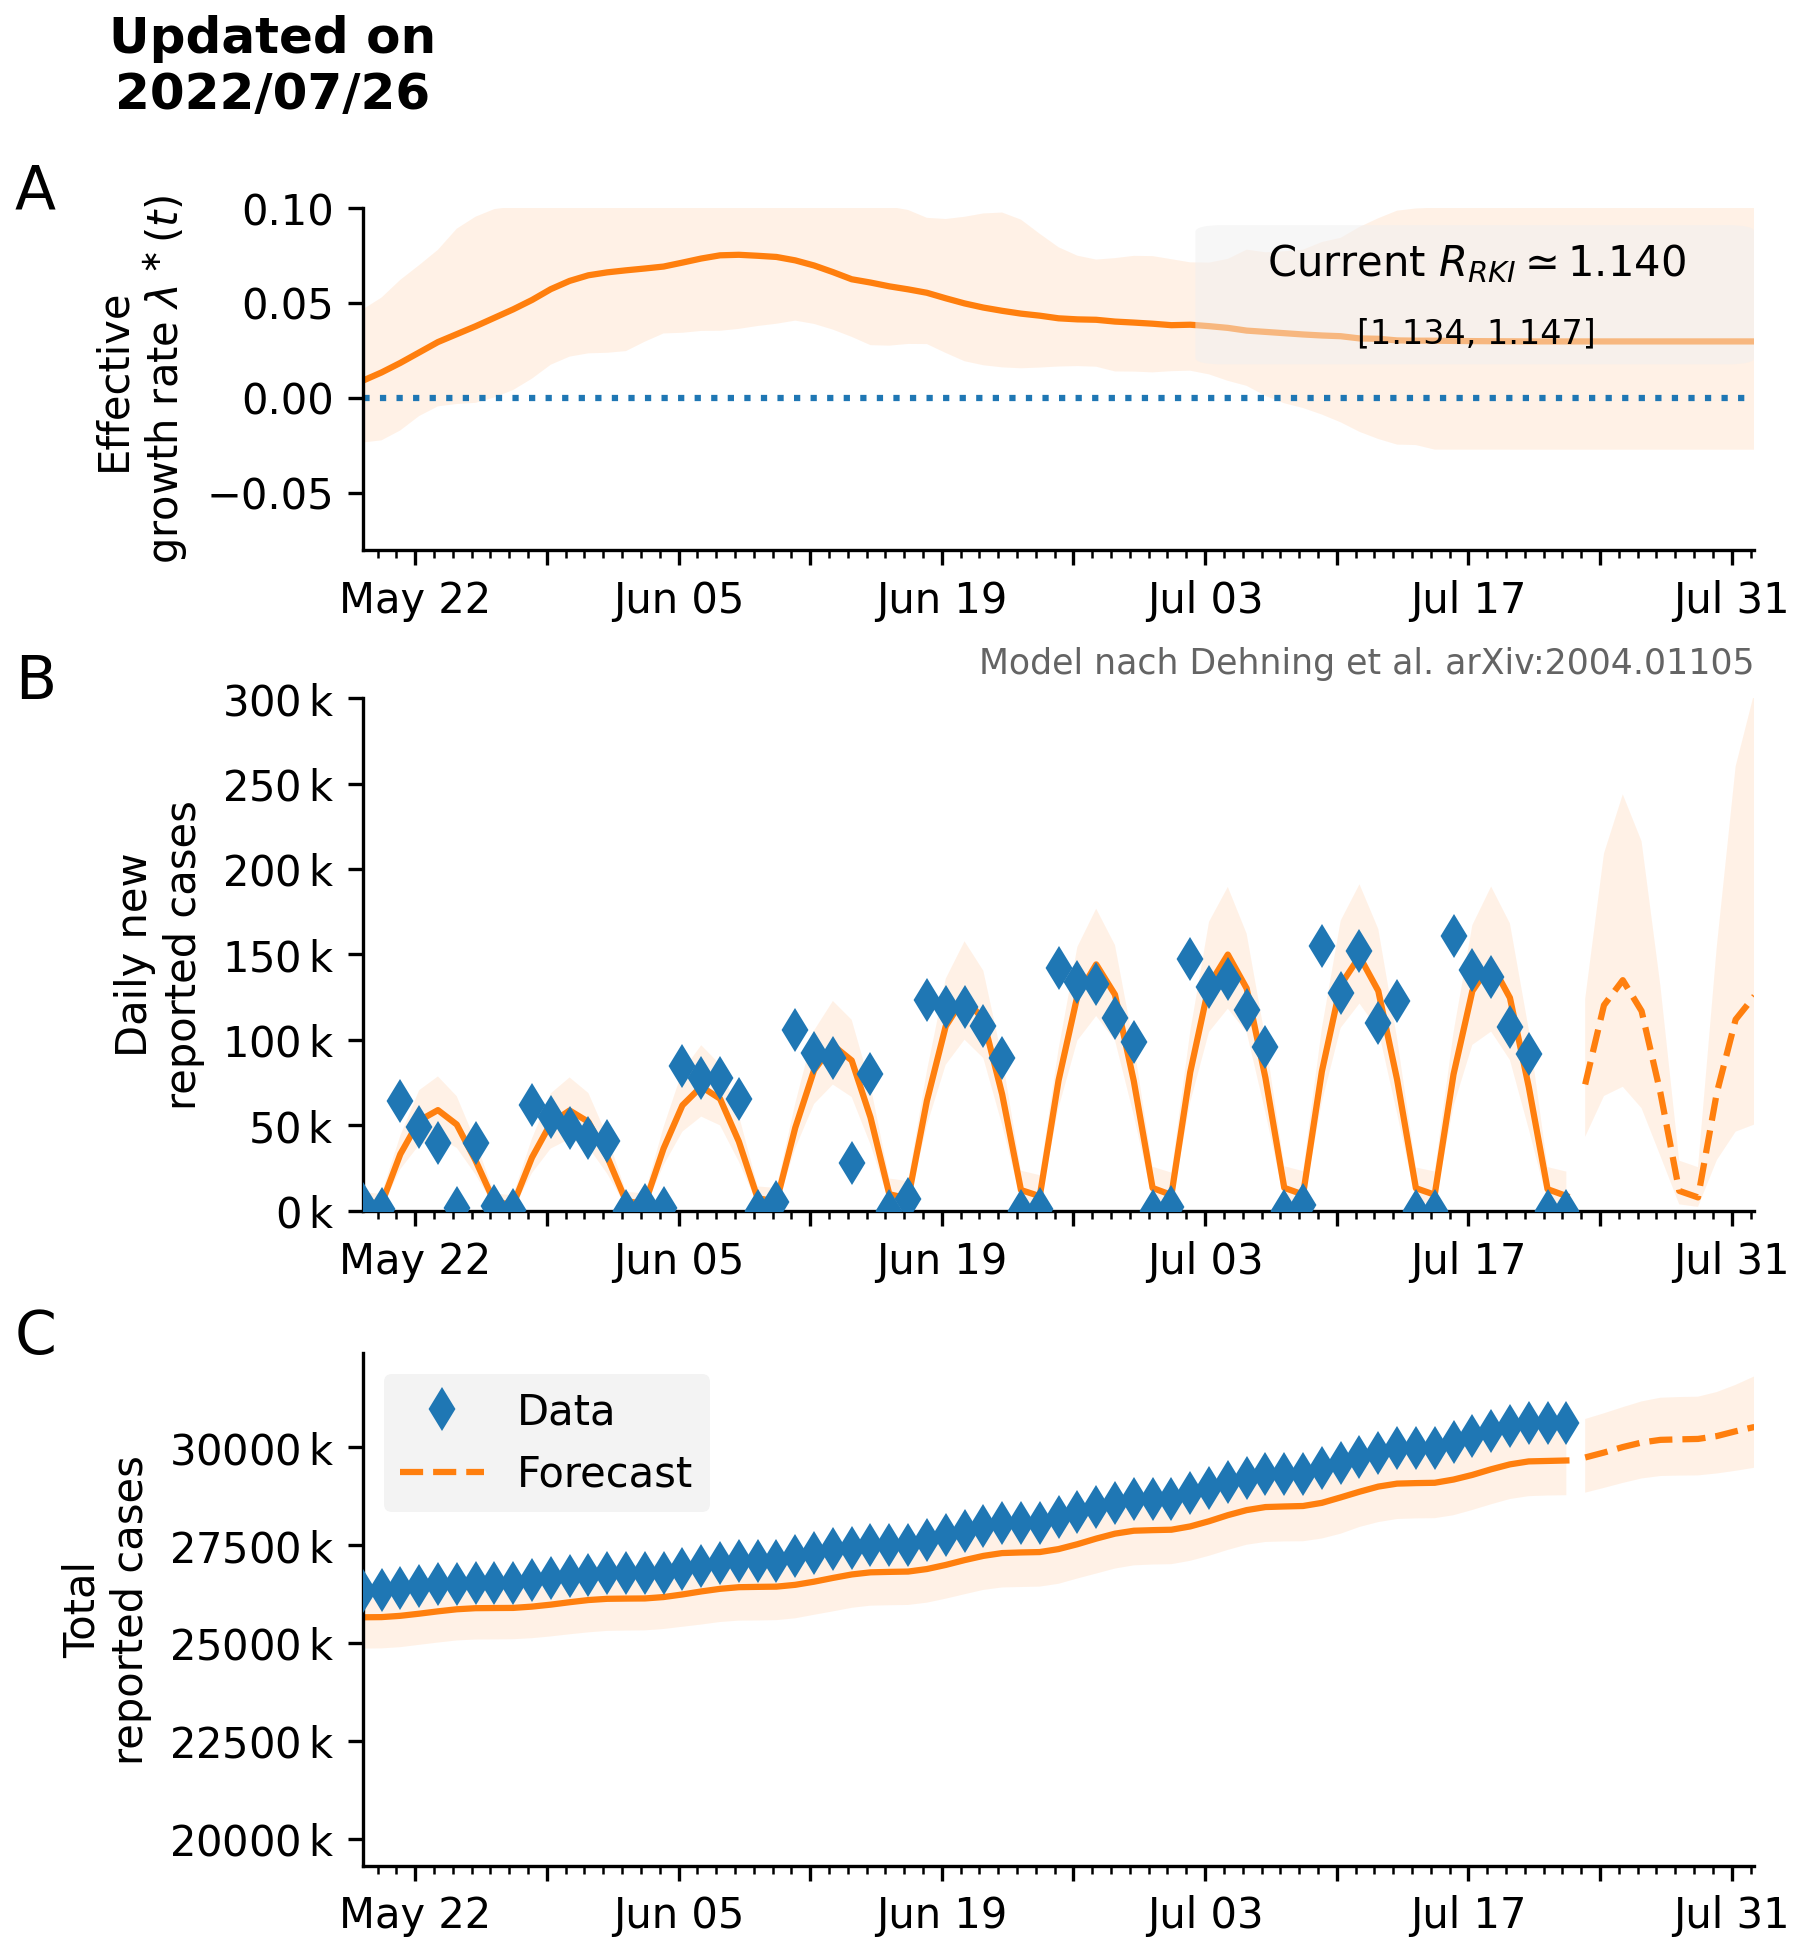 Updated on
2022/07/26
A
Effective
growth rate λ * (t)
0.10
0.05
0.00
−0.05
Current R_RKI ≃ 1.140
[1.134, 1.147]
May 22 Jun 05 Jun 19 Jul 03 Jul 17 Jul 31
Model nach Dehning et al. arXiv:2004.01105
B
Daily new
reported cases
300 k
250 k
200 k
150 k
100 k
50 k
0 k
May 22 Jun 05 Jun 19 Jul 03 Jul 17 Jul 31
C
Total
reported cases
Data
Forecast
30000 k
27500 k
25000 k
22500 k
20000 k
May 22 Jun 05 Jun 19 Jul 03 Jul 17 Jul 31